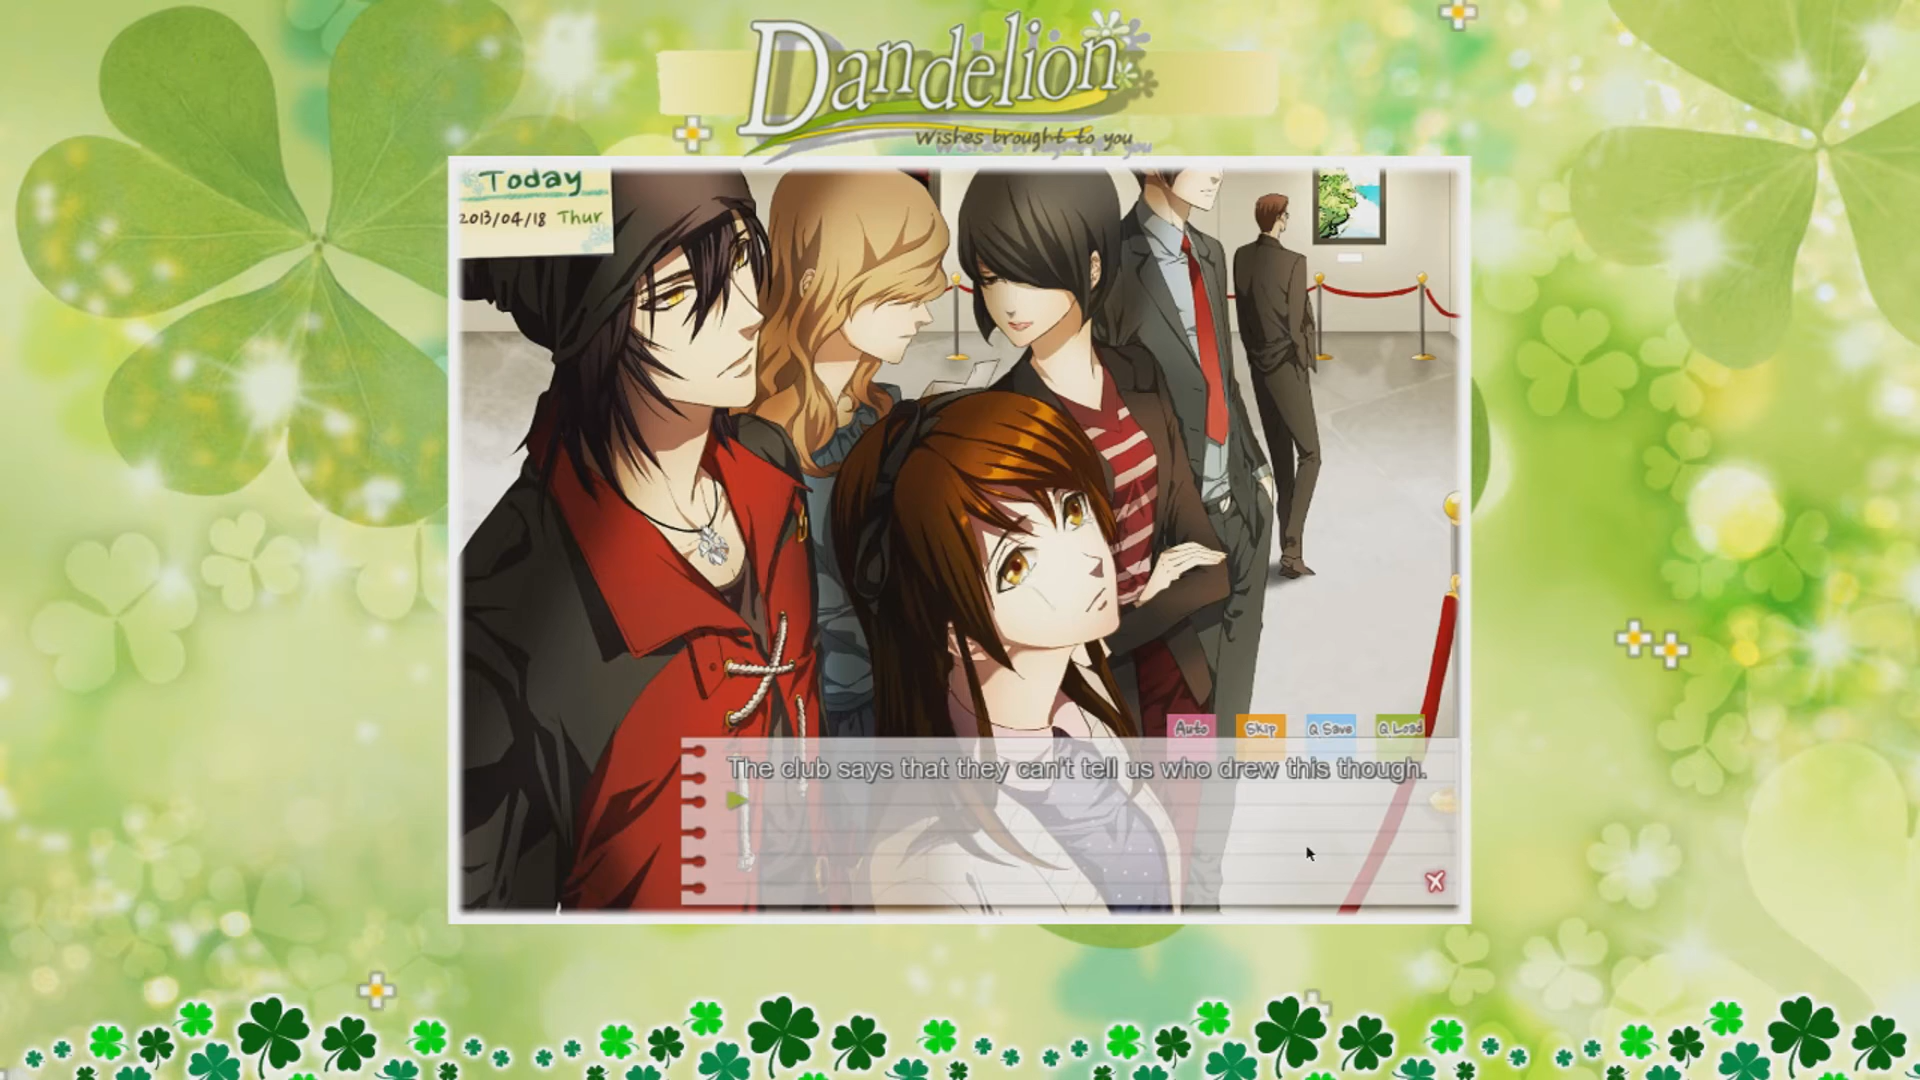 Dandelion
Wishes brought to you
Today
2013/04/18 Thur
Auto
Skip
Q.Save
Q.Load
The club says that they can't tell us who drew this though.